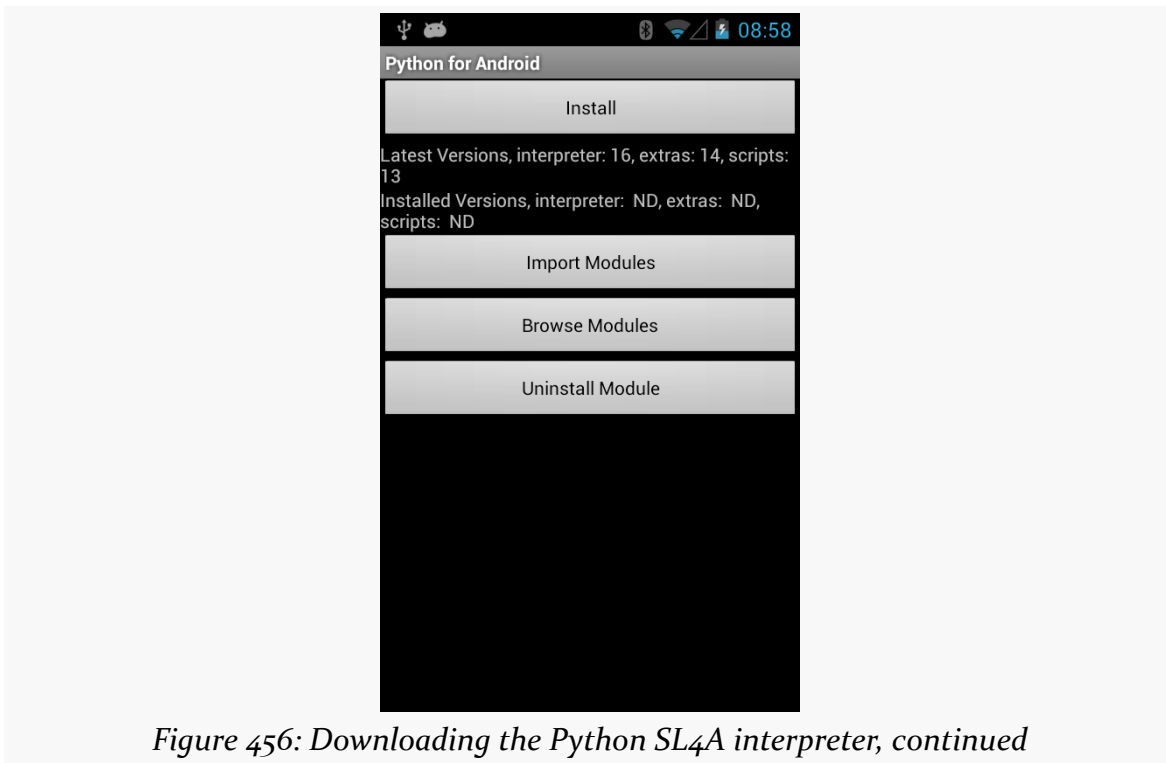 08:58
Python for Android
Install
Latest Versions, interpreter: 16, extras: 14, scripts:
13
Installed Versions, interpreter:  ND, extras:  ND,
scripts:  ND
Import Modules
Browse Modules
Uninstall Module
Figure 456: Downloading the Python SL4A interpreter, continued